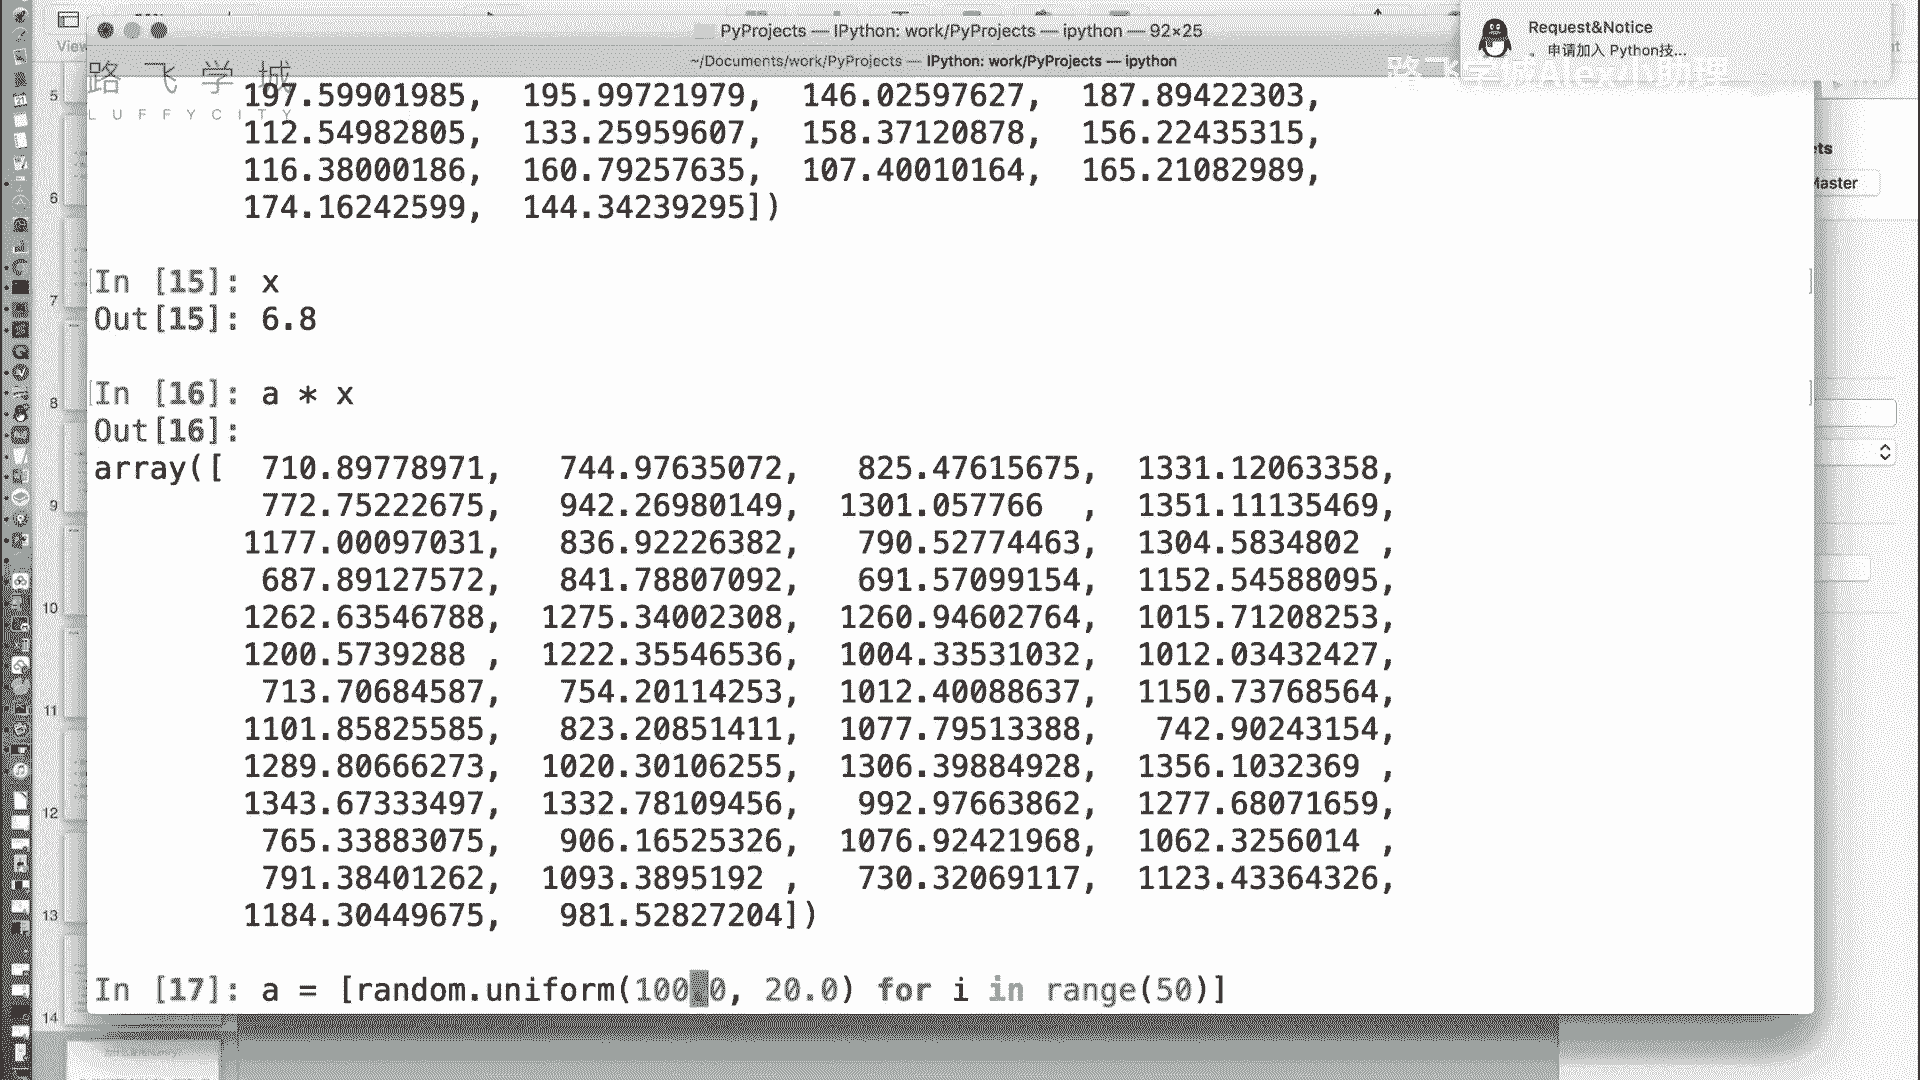 View
PyProjects — IPython: work/PyProjects — ipython — 92×25
~/Documents/work/PyProjects — IPython: work/PyProjects — ipython
Request&Notice
、申请加入 Python技...
路飞学城Alex小助理
路飞学城
LUFFYCITY
197.59901985,  195.99721979,  146.02597627,  187.89422303,
112.54982805,  133.25959607,  158.37120878,  156.22435315,
116.38000186,  160.79257635,  107.40010164,  165.21082989,
174.16242599,  144.34239295])
In [15]: x
Out[15]: 6.8
In [16]: a * x
Out[16]:
array([  710.89778971,   744.97635072,   825.47615675,  1331.12063358,
772.75222675,   942.26980149,  1301.057766  ,  1351.11135469,
1177.00097031,   836.92226382,   790.52774463,  1304.5834802 ,
687.89127572,   841.78807092,   691.57099154,  1152.54588095,
1262.63546788,  1275.34002308,  1260.94602764,  1015.71208253,
1200.5739288 ,  1222.35546536,  1004.33531032,  1012.03432427,
713.70684587,   754.20114253,  1012.40088637,  1150.73768564,
1101.85825585,   823.20851411,  1077.79513388,   742.90243154,
1289.80666273,  1020.30106255,  1306.39884928,  1356.1032369 ,
1343.67333497,  1332.78109456,   992.97663862,  1277.68071659,
765.33883075,   906.16525326,  1076.92421968,  1062.3256014 ,
791.38401262,  1093.3895192 ,   730.32069117,  1123.43364326,
1184.30449675,   981.52827204])
In [17]: a = [random.uniform(100.0, 20.0) for i in range(50)]
5
6
7
8
9
10
11
12
13
14
ets
Master